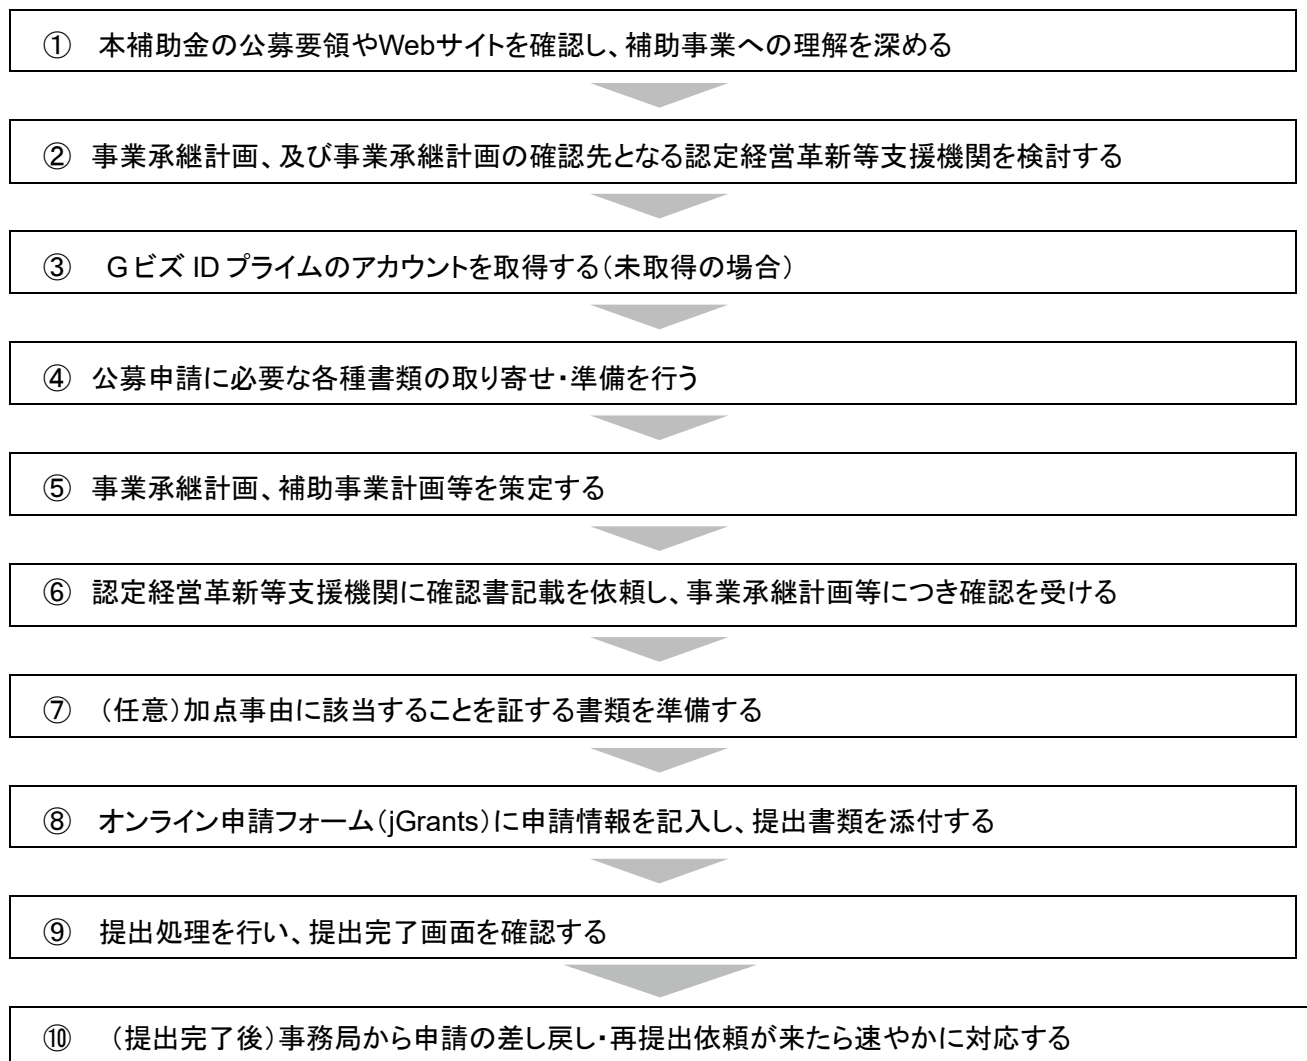 ① 本補助金の公募要領やWebサイトを確認し、補助事業への理解を深める
② 事業承継計画、及び事業承継計画の確認先となる認定経営革新等支援機関を検討する
③ GビズIDプライムのアカウントを取得する（未取得の場合）
④ 公募申請に必要な各種書類の取り寄せ・準備を行う
⑤ 事業承継計画、補助事業計画等を策定する
⑥ 認定経営革新等支援機関に確認書記載を依頼し、事業承継計画等につき確認を受ける
⑦ （任意）加点事由に該当することを証する書類を準備する
⑧ オンライン申請フォーム（jGrants）に申請情報を記入し、提出書類を添付する
⑨ 提出処理を行い、提出完了画面を確認する
⑩ （提出完了後）事務局から申請の差し戻し・再提出依頼が来たら速やかに対応する